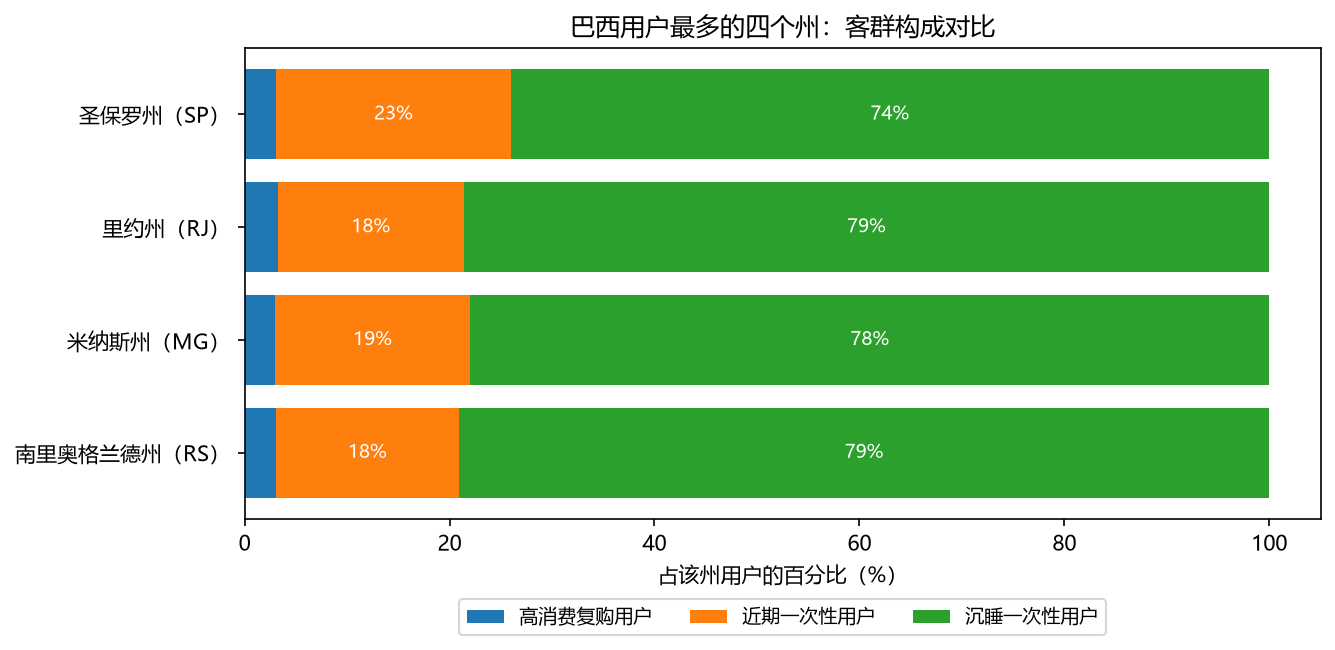 巴西用户最多的四个州：客群构成对比
圣保罗州（SP）
23%
74%
里约州（RJ）
18%
79%
米纳斯州（MG）
19%
78%
南里奥格兰德州（RS）
18%
79%
0 20 40 60 80 100
占该州用户的百分比（%）
高消费复购用户 近期一次性用户 沉睡一次性用户